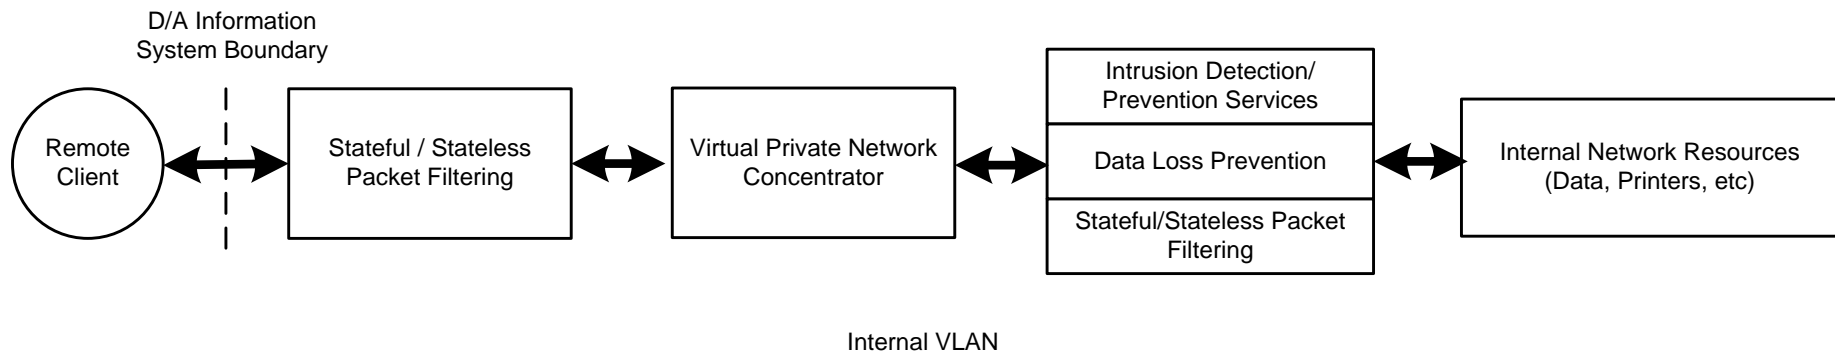 D/A Information
System Boundary
Remote
Client
Stateful / Stateless
Packet Filtering
Virtual Private Network
Concentrator
Intrusion Detection/
Prevention Services
Data Loss Prevention
Stateful/Stateless Packet
Filtering
Internal Network Resources
(Data, Printers, etc)
Internal VLAN